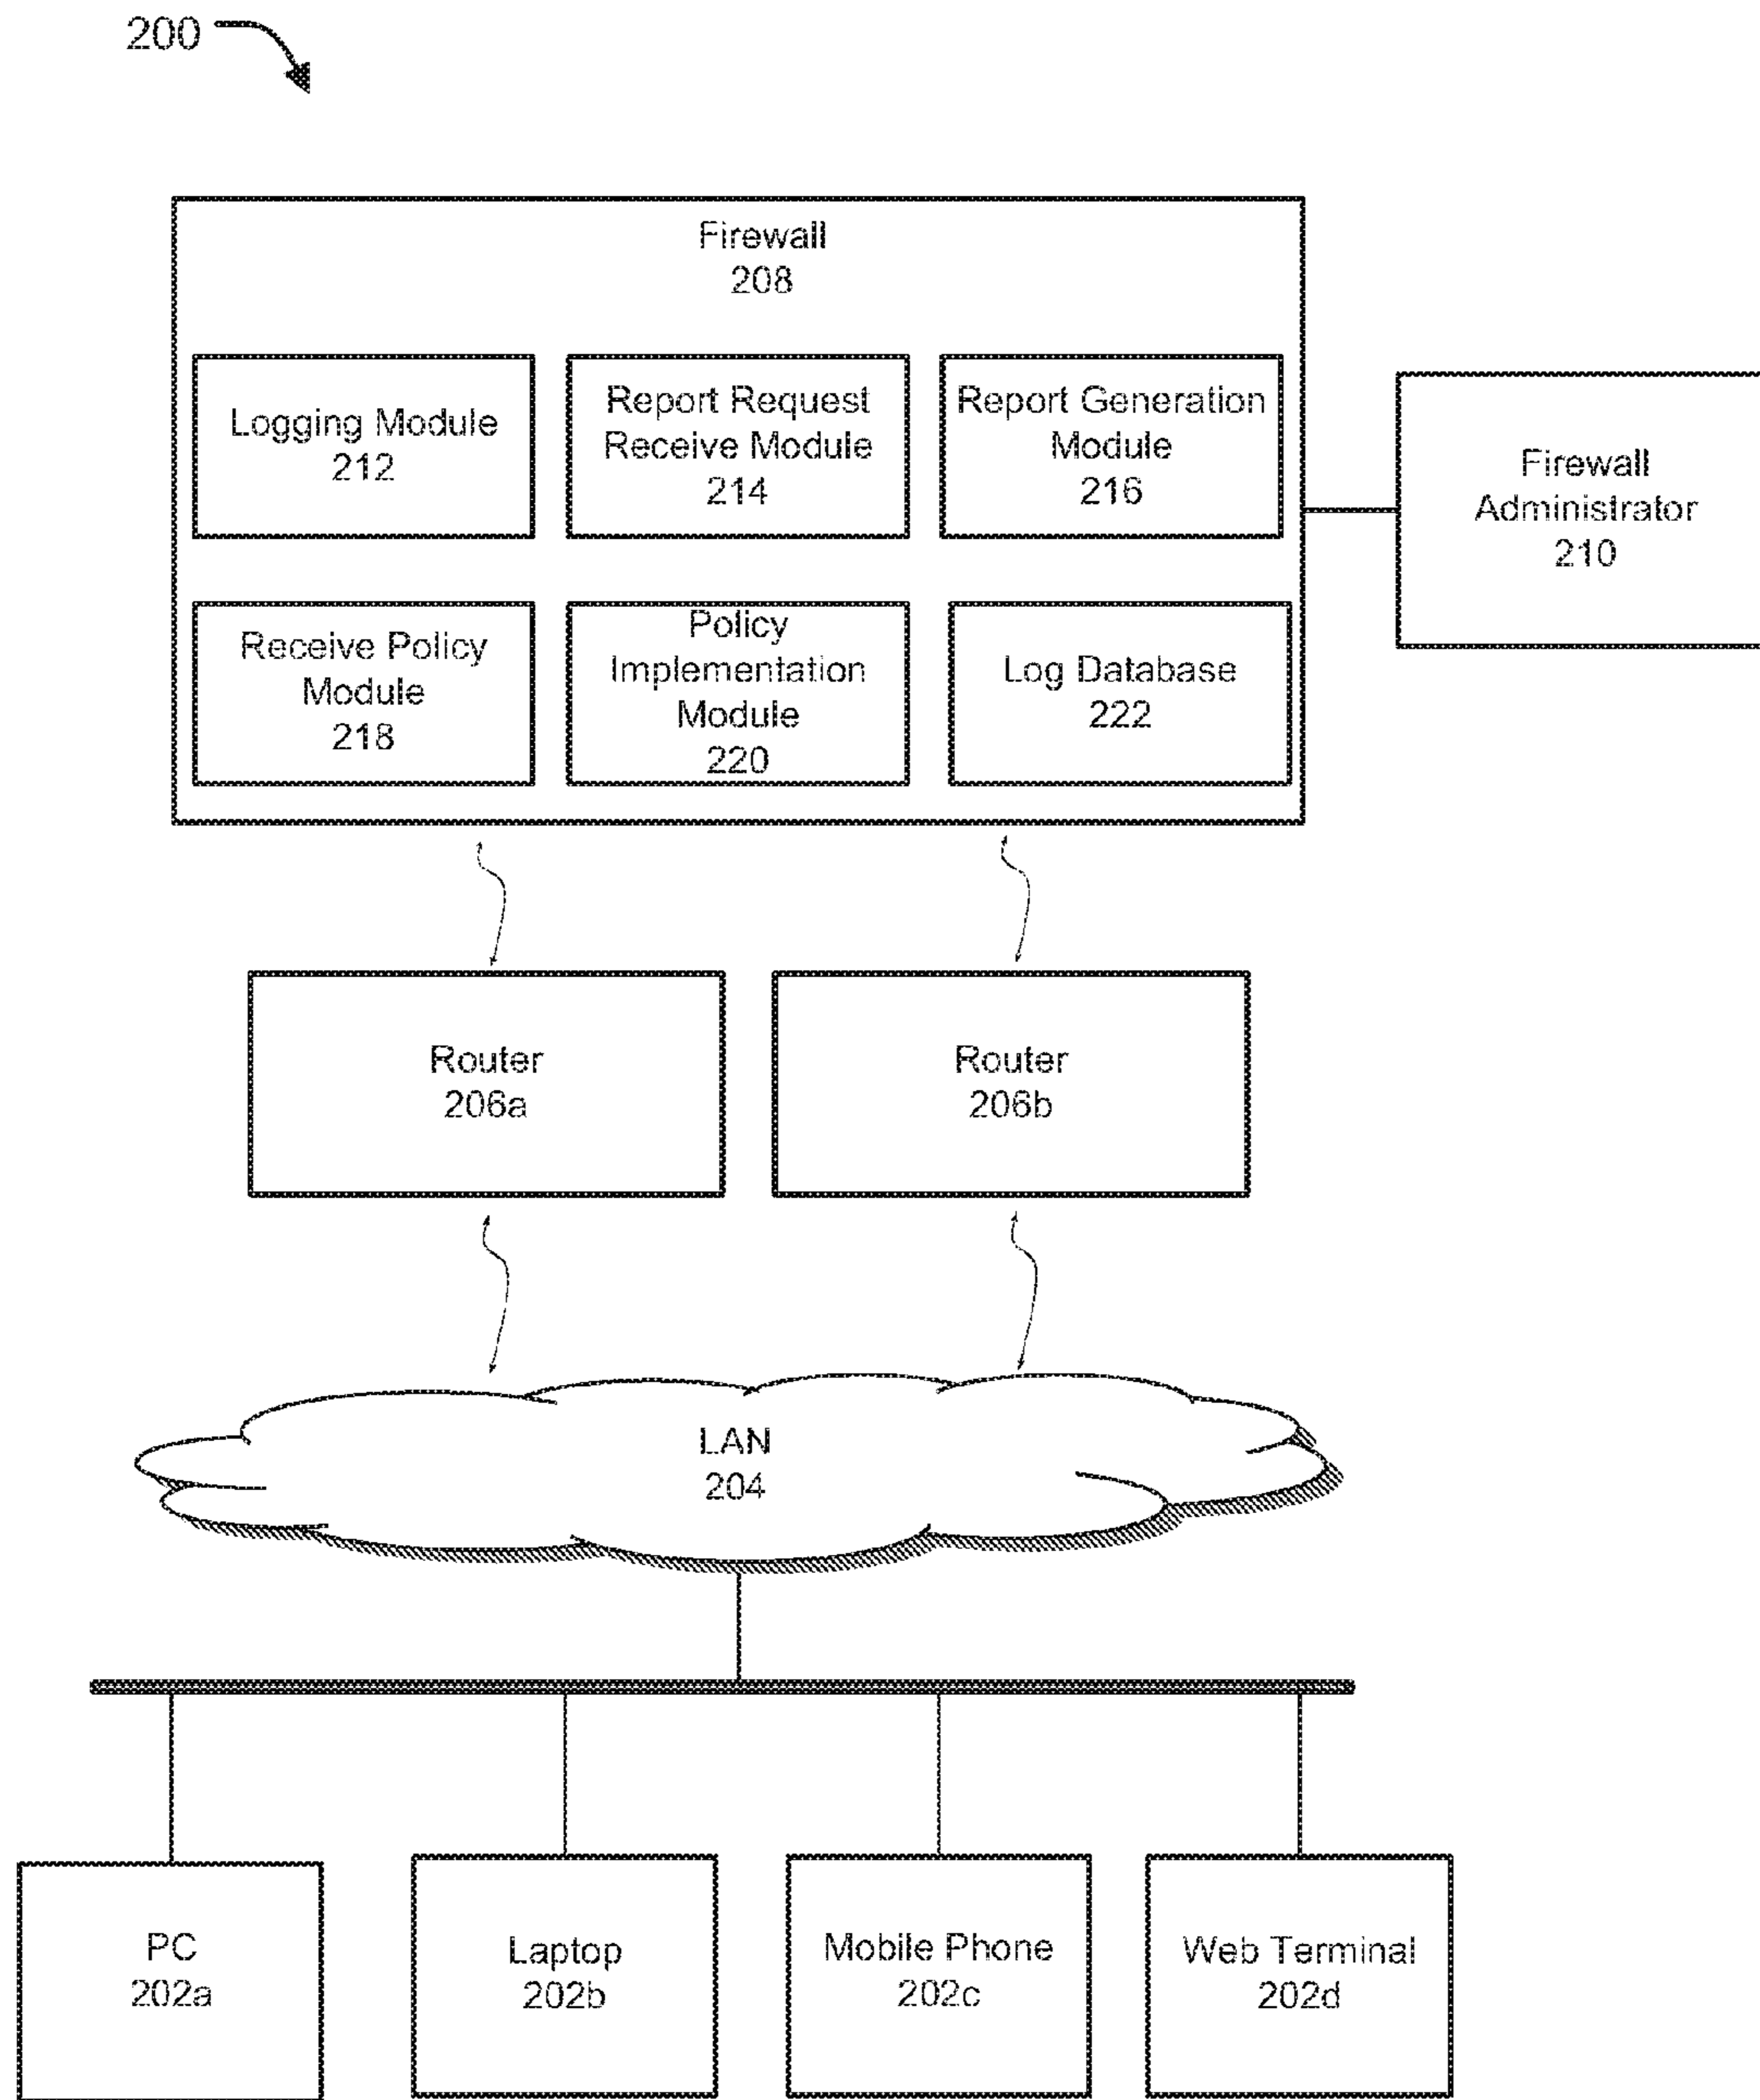 200
Firewall
208
Logging Module
212
Report Request
Receive Module
214
Report Generation
Module
216
Firewall
Administrator
210
Receive Policy
Module
218
Policy
Implementation
Module
220
Log Database
222
Router
206a
Router
206b
LAN
204
PC
202a
Laptop
202b
Mobile Phone
202c
Web Terminal
202d